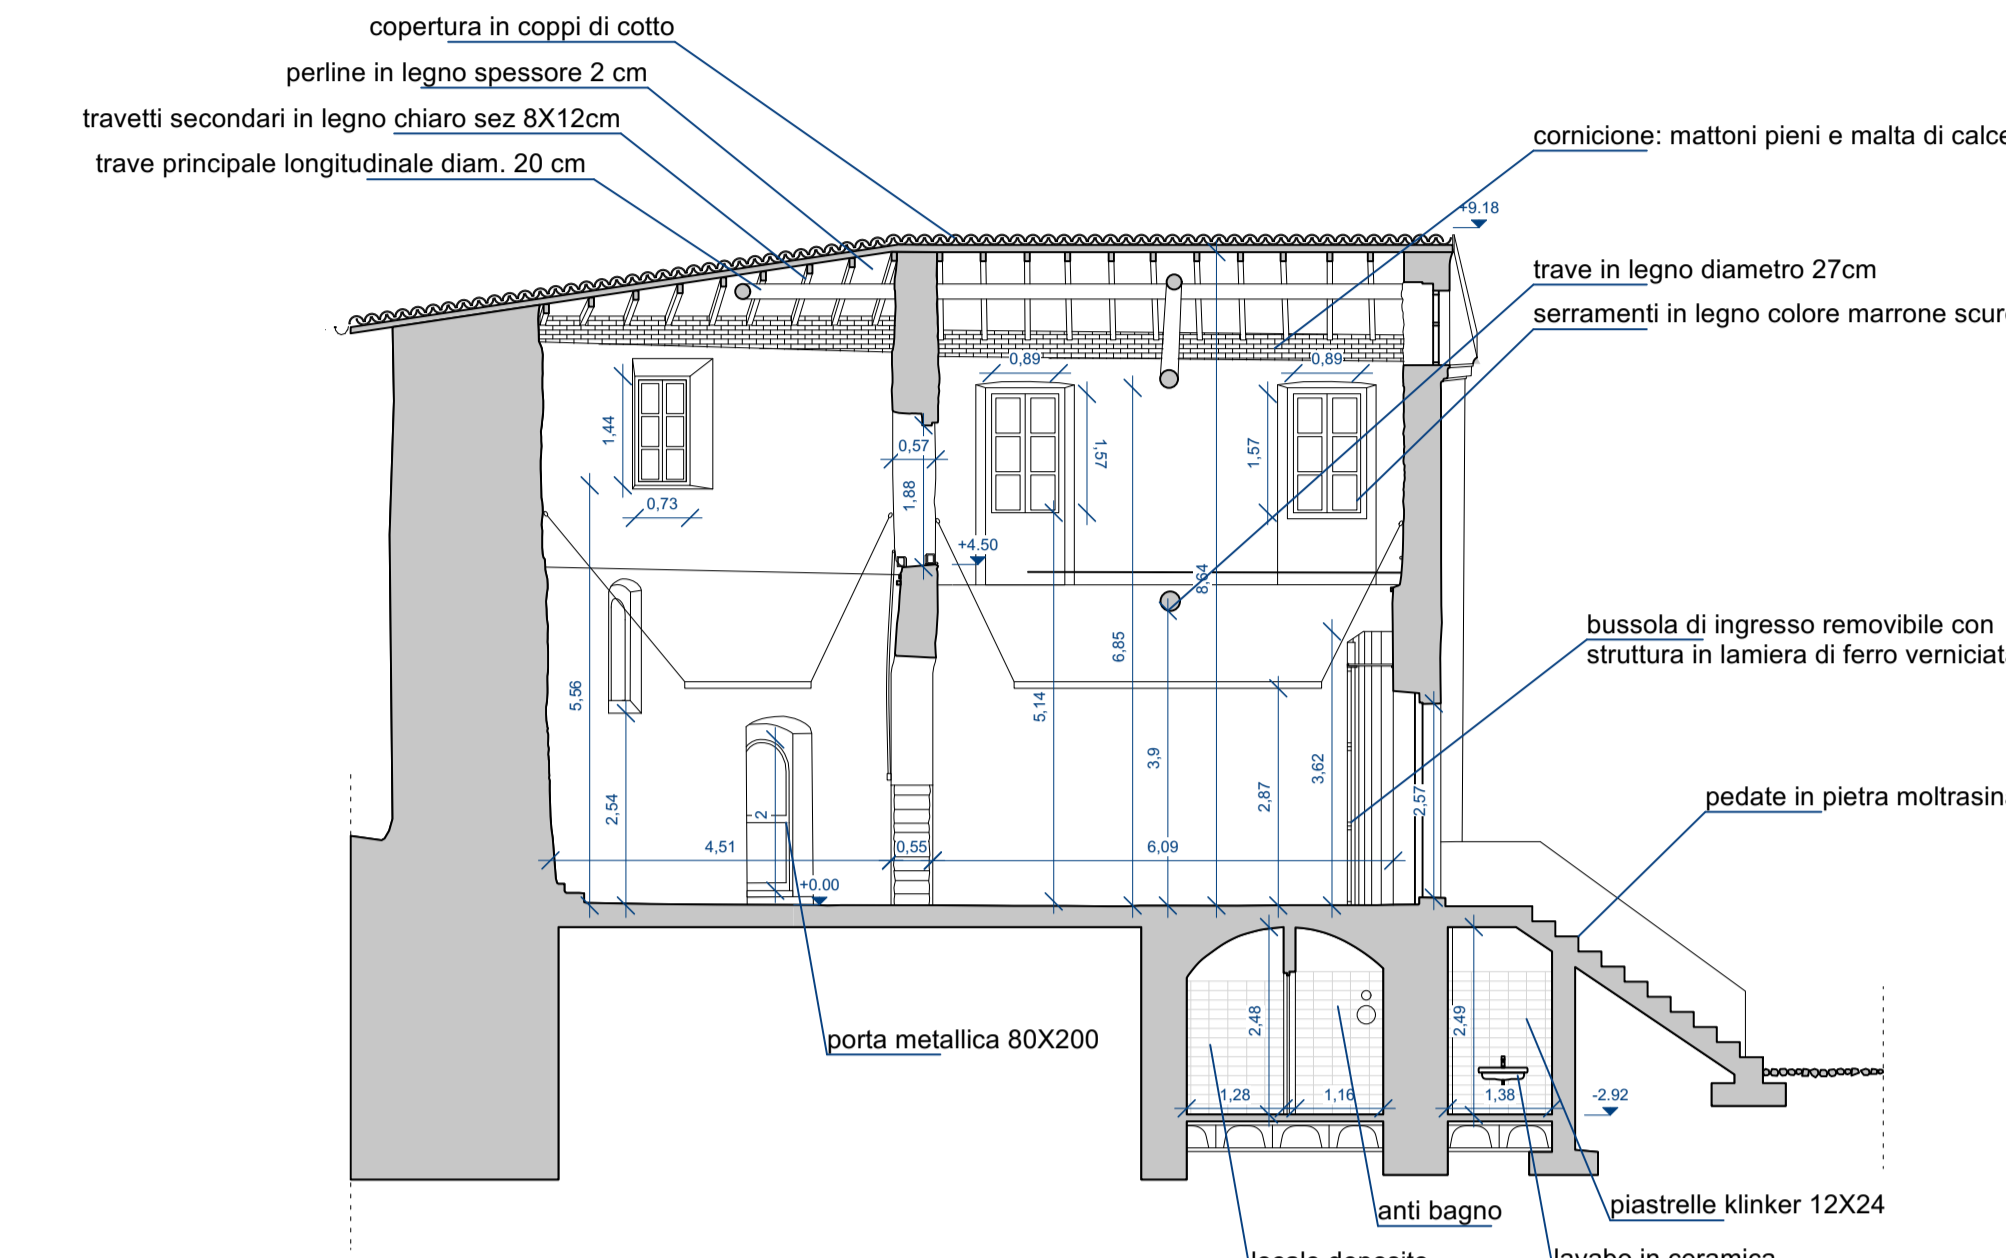 copertura in coppi di cotto
perline in legno spessore 2 cm
travetti secondari in legno chiaro sez 8X12cm
trave principale longitudinale diam. 20 cm
cornicione: mattoni pieni e malta di calce
+9.18
trave in legno diametro 27cm
serramenti in legno colore marrone
0,89
0,89
1,44
0,57
1,57
1,57
1,88
0,73
+4.50
8,64
bussola di ingresso removibile con
struttura in lamiera di ferro
6,85
5,56
5,14
3,9
3,62
2,87
2,57
2,54
2
pedate in pietra
4,51
0,55
6,09
+0.00
2,48
2,49
porta metallica 80X200
1,28
1,16
1,38
-2.92
anti bagno
piastrelle klinker 12X24
locale deposito
lavabo in ceramica